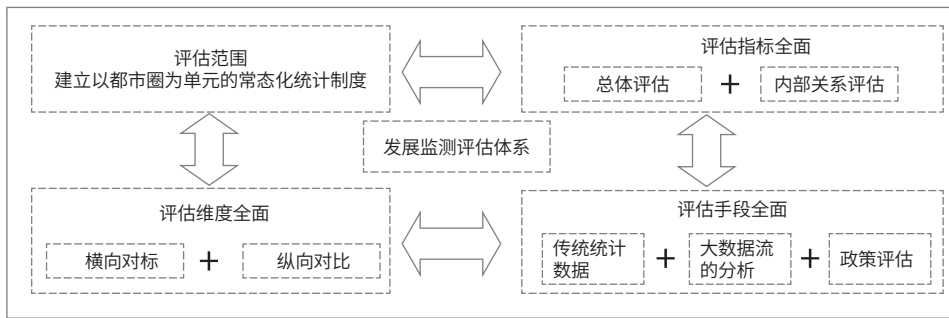 评估范围
建立以都市圈为单元的常态化统计制度
评估指标全面
总体评估 + 内部关系评估
发展监测评估体系
评估维度全面
横向对标 + 纵向对比
评估手段全面
传统统计
数据
+
大数据流
的分析
+
政策评估